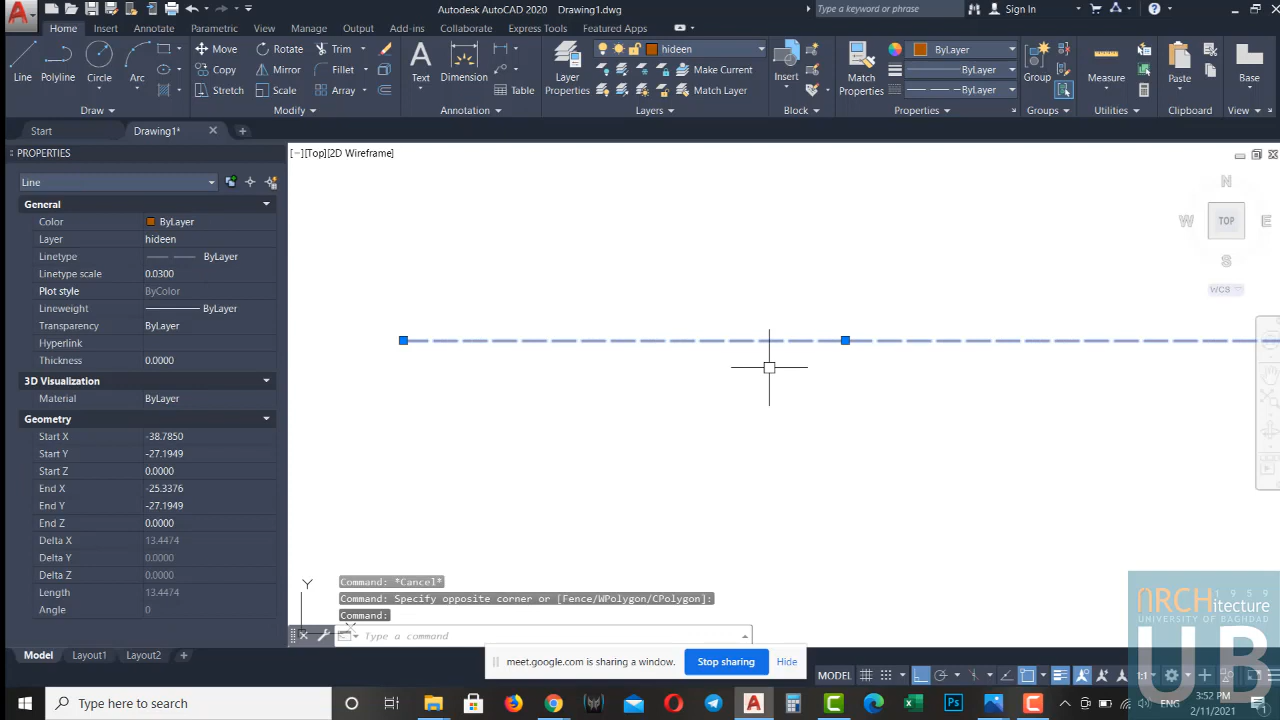 Autodesk AutoCAD 2020 Drawing1.dwg
Type a keyword or phrase
Sign In
Home Insert Annotate Parametric View Manage Output Add-ins Collaborate Express Tools Featured Apps
Line Polyline Circle Arc
Move Rotate Trim
Copy Mirror Fillet
Stretch Scale Array
Text Dimension Table
Layer Properties
hideen
Make Current
Match Layer
Insert
Match Properties
ByLayer
ByLayer
ByLayer
Group Measure Paste Base
Draw Modify Annotation Layers Block Properties Groups Utilities Clipboard View
Start Drawing1*
PROPERTIES
[−][Top][2D Wireframe]
Line
General
Color ByLayer
Layer hideen
Linetype ByLayer
Linetype scale 0.0300
Plot style ByColor
Lineweight ByLayer
Transparency ByLayer
Hyperlink
Thickness 0.0000
3D Visualization
Material ByLayer
Geometry
Start X -38.7850
Start Y -27.1949
Start Z 0.0000
End X -25.3376
End Y -27.1949
End Z 0.0000
Delta X 13.4474
Delta Y 0.0000
Delta Z 0.0000
Length 13.4474
Angle 0
N
W TOP E
S
WCS
Y
X
Command: *Cancel*
Command: Specify opposite corner or [Fence/WPolygon/CPolygon]:
Command:
Type a command
Model Layout1 Layout2
meet.google.com is sharing a window. Stop sharing Hide
MODEL
1:1
1959
ARCHitecture
UNIVERSITY OF BAGHDAD
UB
Type here to search
3:52 PM
2/11/2021